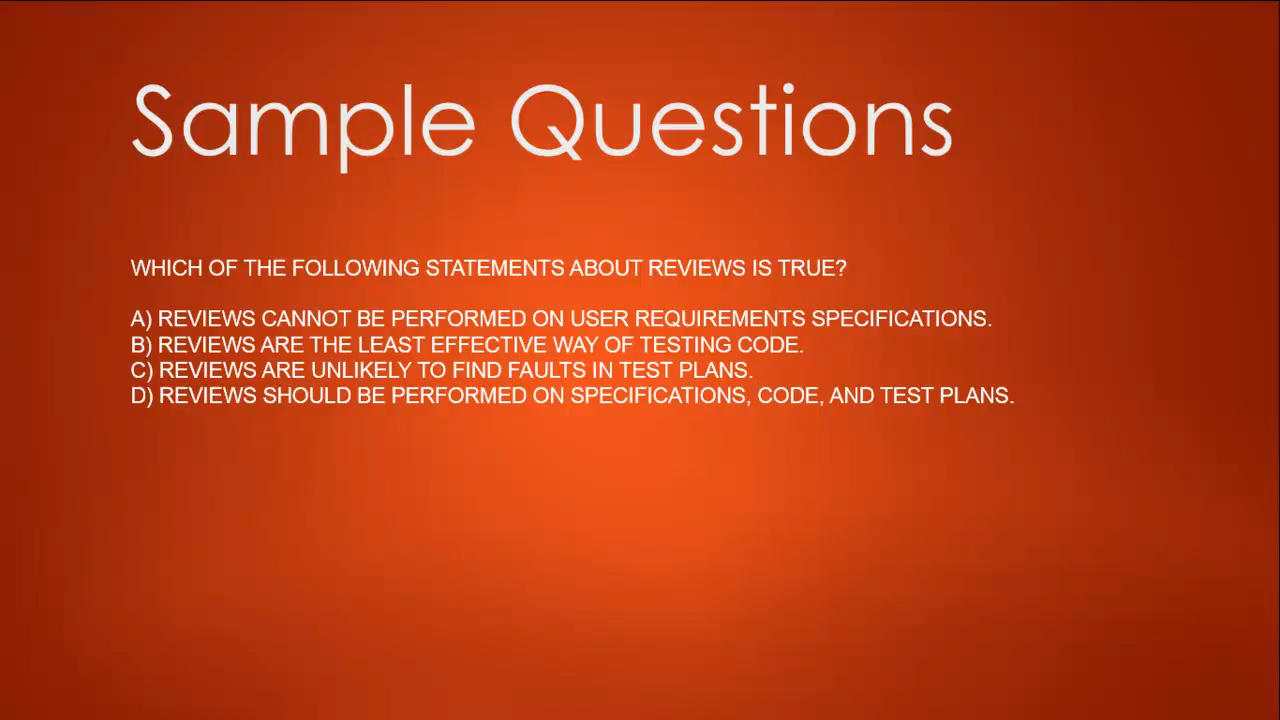 Sample Questions
WHICH OF THE FOLLOWING STATEMENTS ABOUT REVIEWS IS TRUE?
A) REVIEWS CANNOT BE PERFORMED ON USER REQUIREMENTS SPECIFICATIONS.
B) REVIEWS ARE THE LEAST EFFECTIVE WAY OF TESTING CODE.
C) REVIEWS ARE UNLIKELY TO FIND FAULTS IN TEST PLANS.
D) REVIEWS SHOULD BE PERFORMED ON SPECIFICATIONS, CODE, AND TEST PLANS.